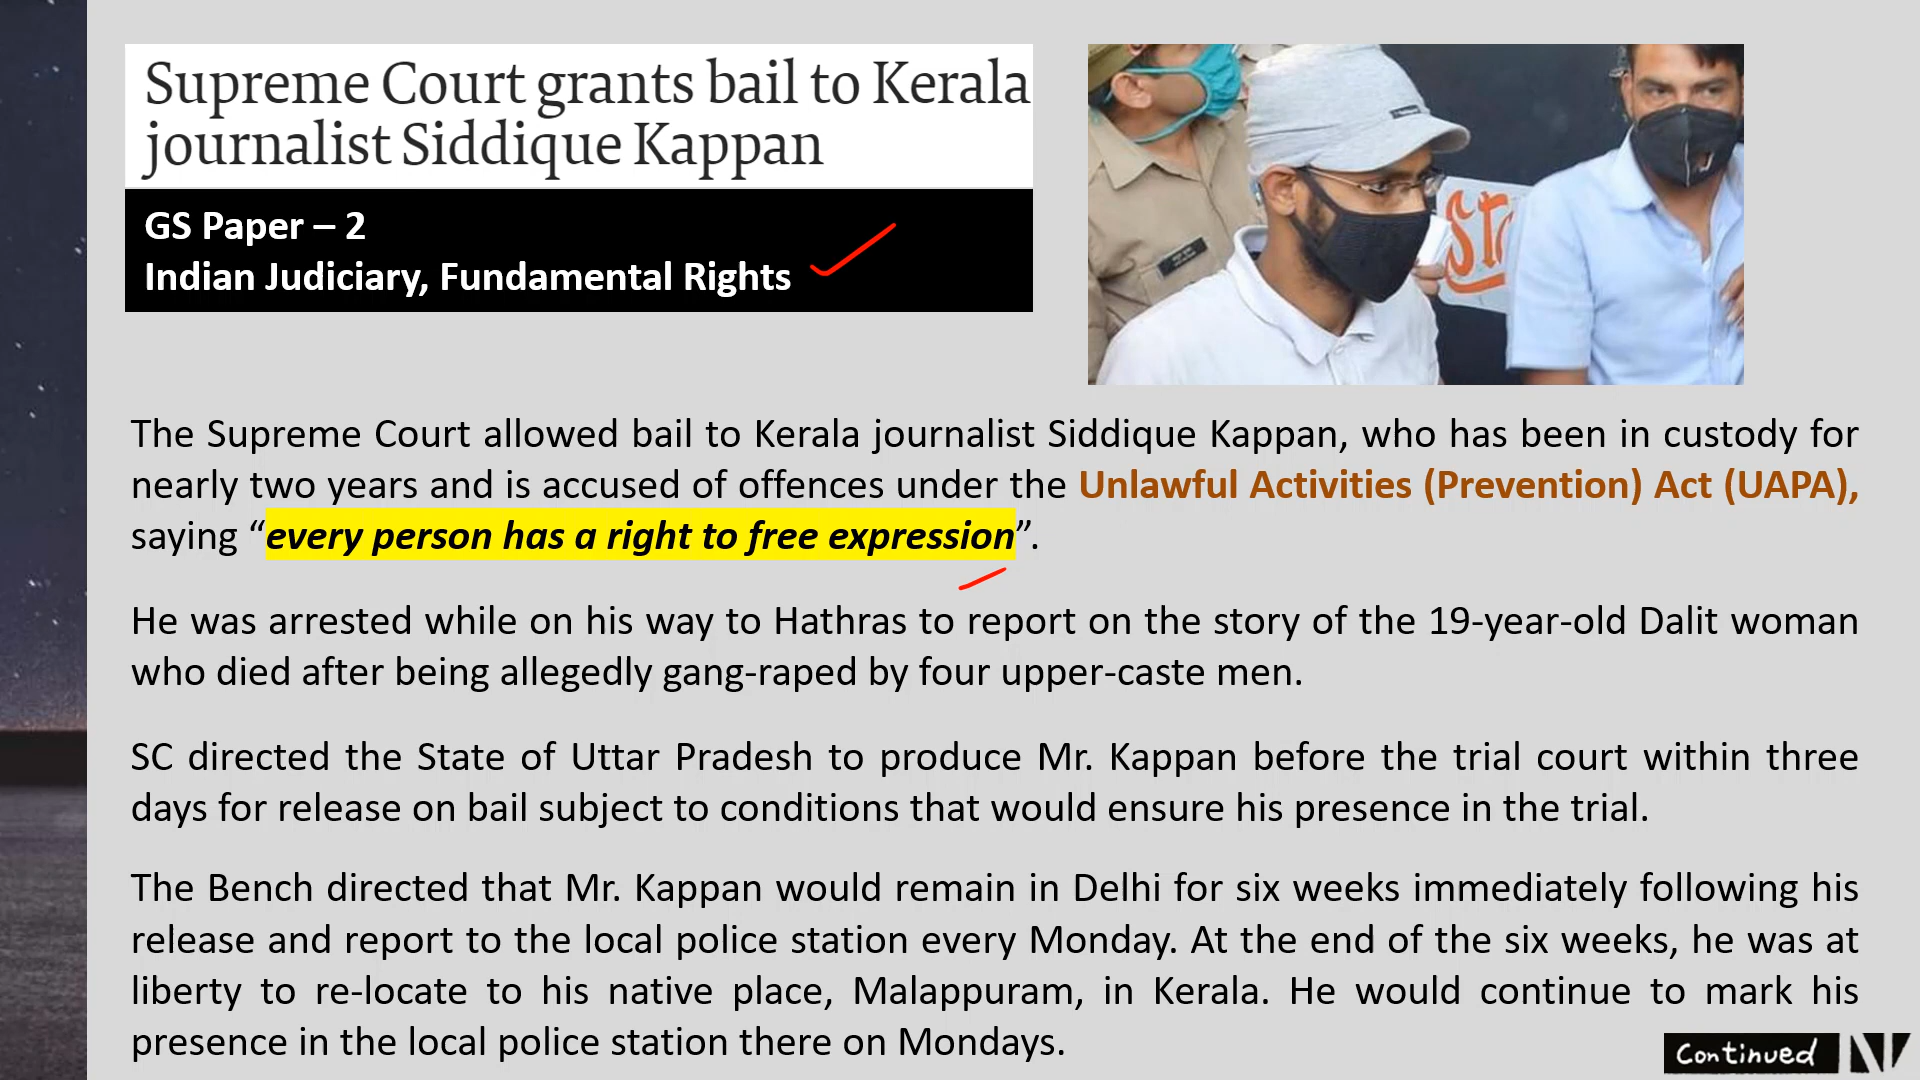 Supreme Court grants bail to Kerala
journalist Siddique Kappan
GS Paper – 2
Indian Judiciary, Fundamental Rights
The Supreme Court allowed bail to Kerala journalist Siddique Kappan, who has been in custody for
nearly two years and is accused of offences under the Unlawful Activities (Prevention) Act (UAPA),
saying “every person has a right to free expression”.
He was arrested while on his way to Hathras to report on the story of the 19-year-old Dalit woman
who died after being allegedly gang-raped by four upper-caste men.
SC directed the State of Uttar Pradesh to produce Mr. Kappan before the trial court within three
days for release on bail subject to conditions that would ensure his presence in the trial.
The Bench directed that Mr. Kappan would remain in Delhi for six weeks immediately following his
release and report to the local police station every Monday. At the end of the six weeks, he was at
liberty to re-locate to his native place, Malappuram, in Kerala. He would continue to mark his
presence in the local police station there on Mondays.
Continued